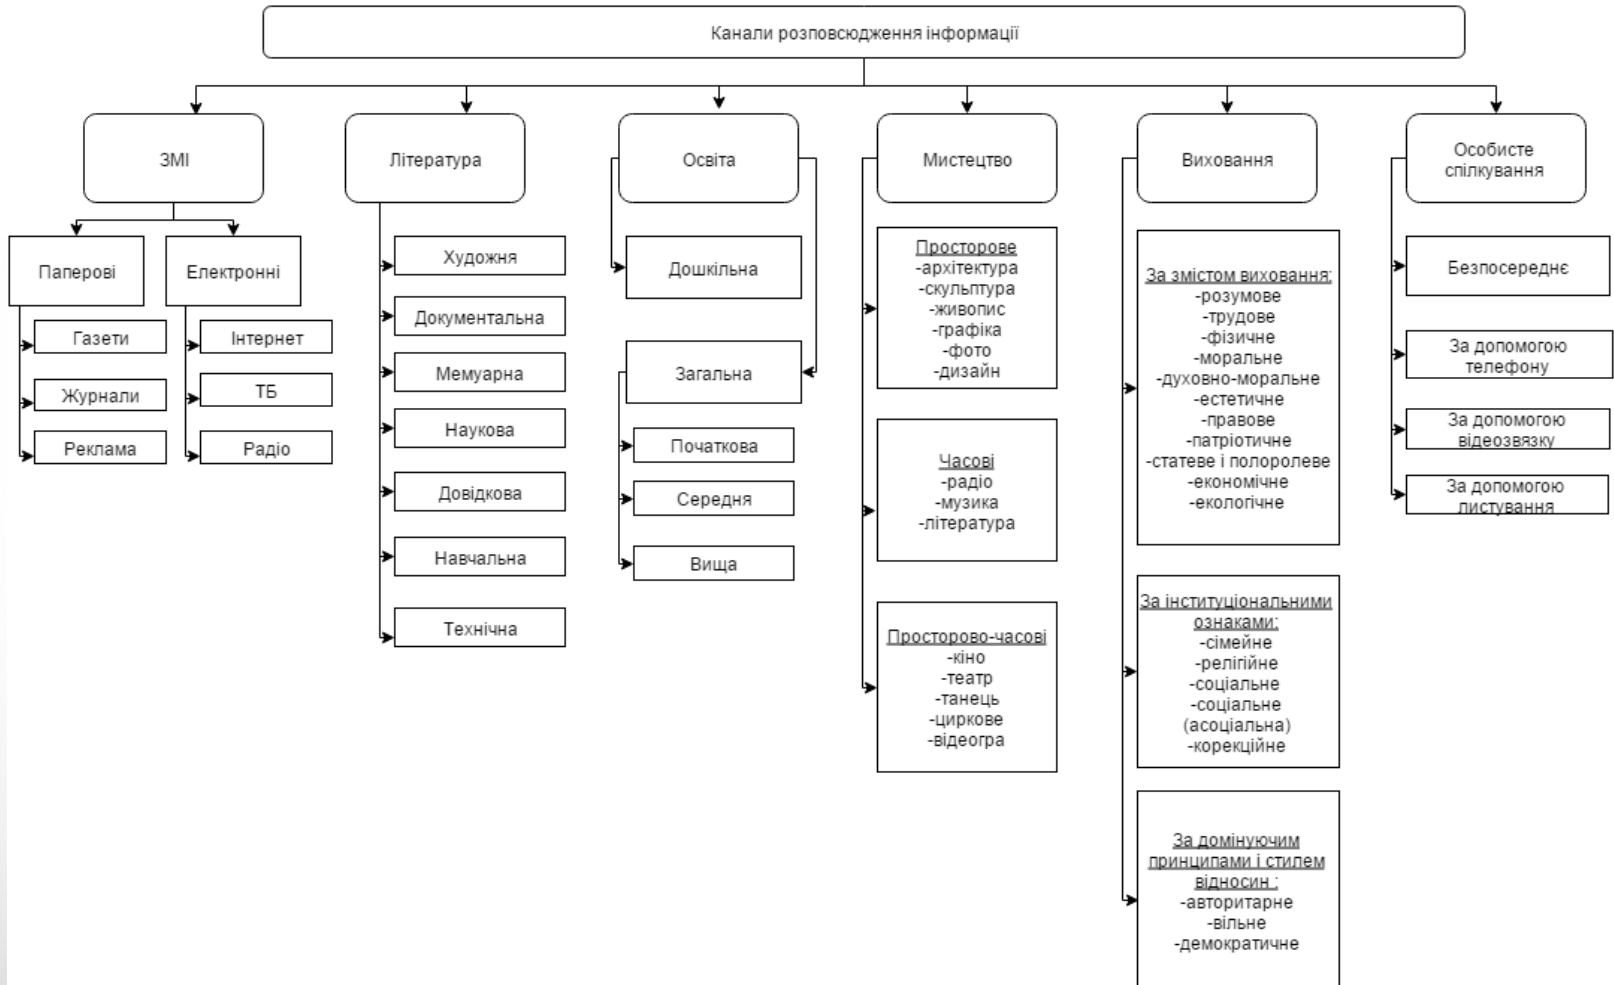 Канали розповсюдження інформації
ЗМІ
Паперові
Газети
Журнали
Реклама
Електронні
Інтернет
ТБ
Радіо
Література
Художня
Документальна
Мемуарна
Наукова
Довідкова
Навчальна
Технічна
Освіта
Дошкільна
Загальна
Початкова
Середня
Вища
Мистецтво
Просторове
-архітектура
-скульптура
-живопис
-графіка
-фото
-дизайн
Часові
-радіо
-музика
-література
Просторово-часові
-кіно
-театр
-танець
-циркове
-відеогра
Виховання
За змістом виховання:
-розумове
-трудове
-фізичне
-моральне
-духовно-моральне
-естетичне
-правове
-патріотичне
-статеве і полоролеве
-економічне
-екологічне
За інституціональними
ознаками:
-сімейне
-релігійне
-соціальне
-соціальне
(асоціальна)
-корекційне
За домінуючим
принципами і стилем
відносин :
-авторитарне
-вільне
-демократичне
Особисте
спілкування
Безпосереднє
За допомогою
телефону
За допомогою
відеозвязку
За допомогою
листування